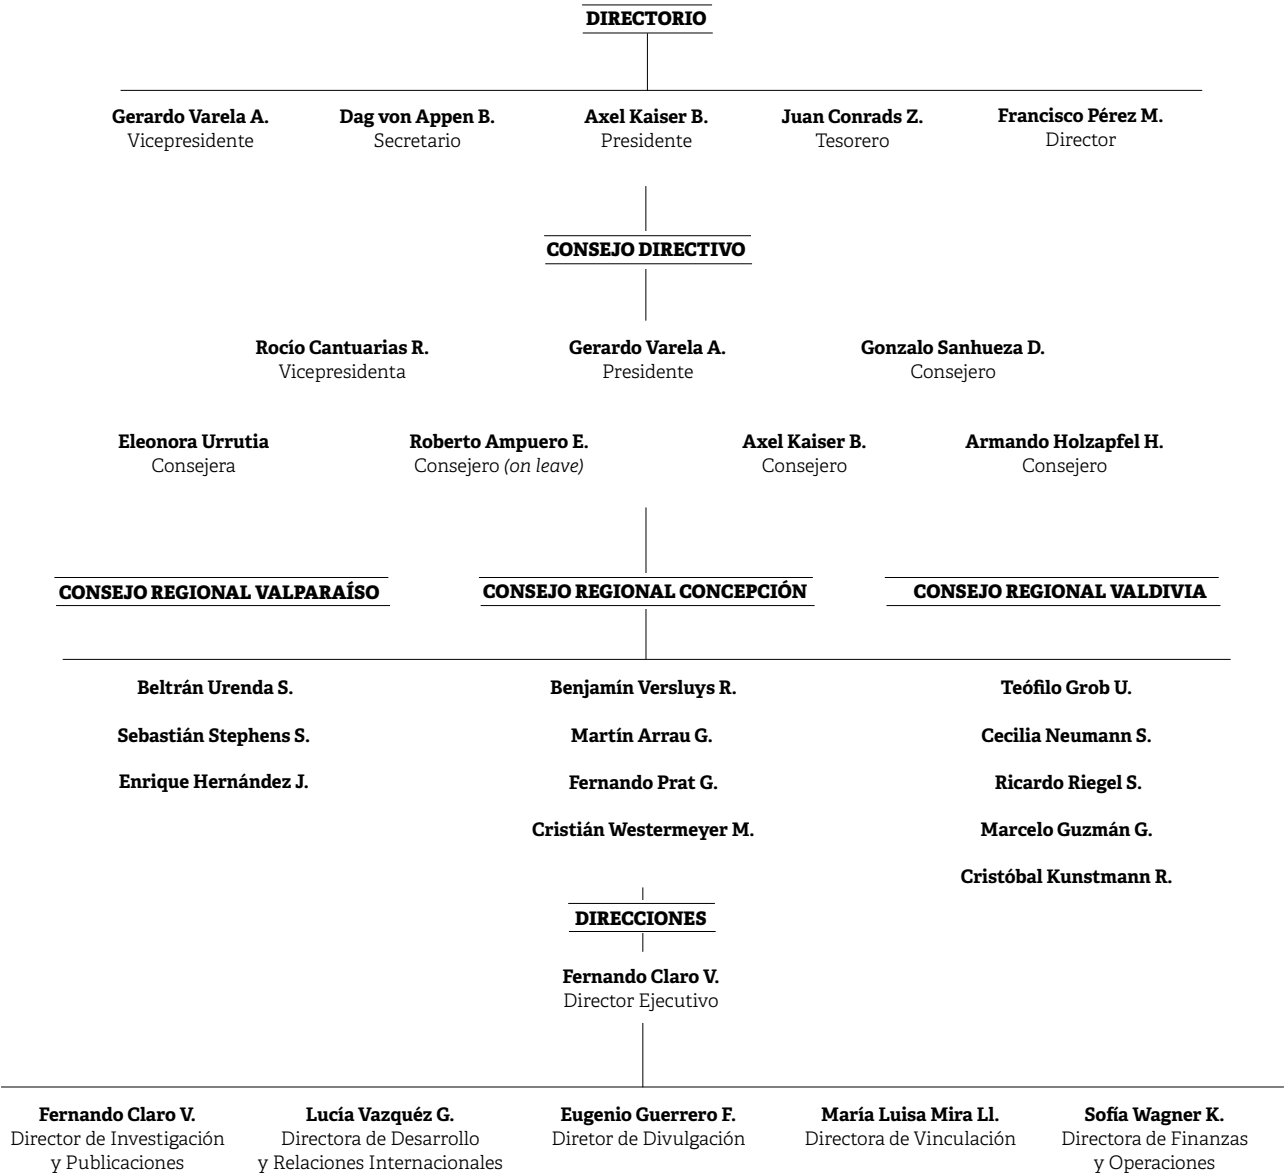 DIRECTORIO
Gerardo Varela A.
Vicepresidente
Dag von Appen B.
Secretario
Axel Kaiser B.
Presidente
Juan Conrads Z.
Tesorero
Francisco Pérez M.
Director
CONSEJO DIRECTIVO
Rocío Cantuarias R.
Vicepresidenta
Gerardo Varela A.
Presidente
Gonzalo Sanhueza D.
Consejero
Eleonora Urrutia
Consejera
Roberto Ampuero E.
Consejero (on leave)
Axel Kaiser B.
Consejero
Armando Holzapfel H.
Consejero
CONSEJO REGIONAL VALPARAÍSO
Beltrán Urenda S.
Sebastián Stephens S.
Enrique Hernández J.
CONSEJO REGIONAL CONCEPCIÓN
Benjamín Versluys R.
Martín Arrau G.
Fernando Prat G.
Cristián Westermeyer M.
CONSEJO REGIONAL VALDIVIA
Teófilo Grob U.
Cecilia Neumann S.
Ricardo Riegel S.
Marcelo Guzmán G.
Cristóbal Kunstmann R.
DIRECCIONES
Fernando Claro V.
Director Ejecutivo
Fernando Claro V.
Director de Investigación
y Publicaciones
Lucía Vazquéz G.
Directora de Desarrollo
y Relaciones Internacionales
Eugenio Guerrero F.
Diretor de Divulgación
María Luisa Mira Ll.
Directora de Vinculación
Sofía Wagner K.
Directora de Finanzas
y Operaciones